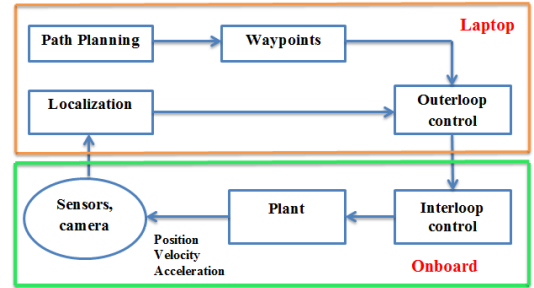 Laptop
Path Planning
Waypoints
Localization
Outerloop
control
Sensors,
camera
Plant
Interloop
control
Position
Velocity
Acceleration
Onboard